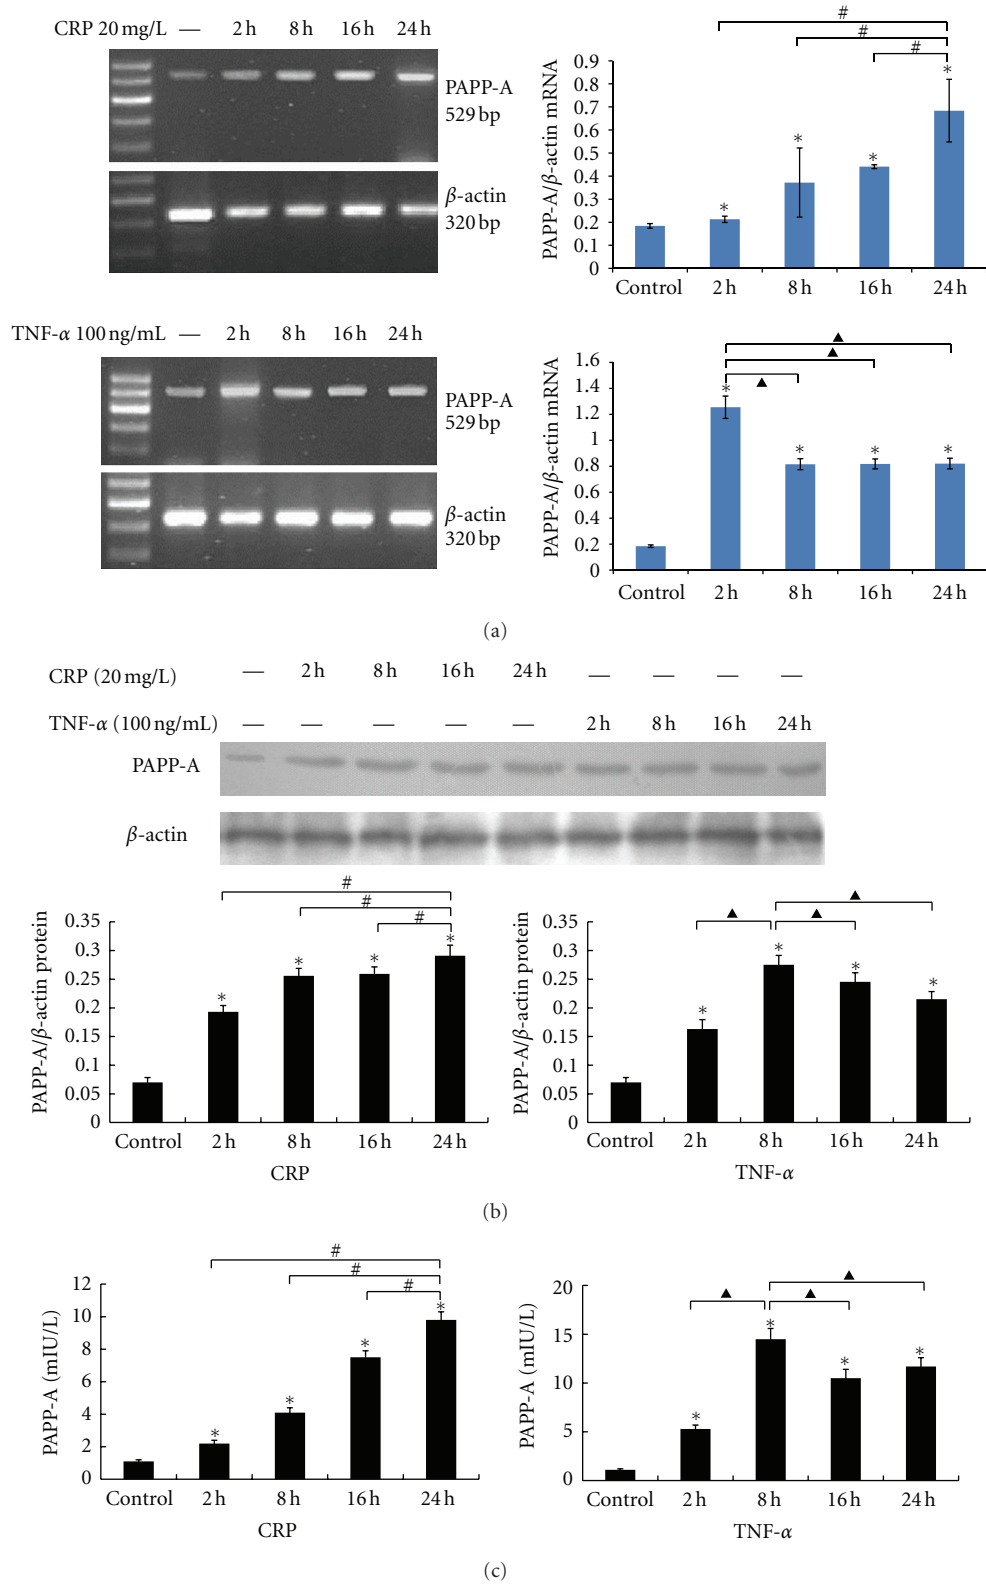 CRP 20 mg/L — 2 h 8 h 16 h 24 h
PAPP-A
529 bp
β-actin
320 bp
# # #
PAPP-A/β-actin mRNA
0.9
0.8
0.7
0.6
0.5
0.4
0.3
0.2
0.1
0
* * * *
Control 2 h 8 h 16 h 24 h
TNF-α 100 ng/mL — 2 h 8 h 16 h 24 h
PAPP-A
529 bp
β-actin
320 bp
▲ ▲ ▲
PAPP-A/β-actin mRNA
1.6
1.4
1.2
1
0.8
0.6
0.4
0.2
0
* * * *
Control 2 h 8 h 16 h 24 h
(a)
CRP (20 mg/L) — 2 h 8 h 16 h 24 h — — — —
TNF-α (100 ng/mL) — — — — — 2 h 8 h 16 h 24 h
PAPP-A
β-actin
# # #
PAPP-A/β-actin protein
0.35
0.3
0.25
0.2
0.15
0.1
0.05
0
* * * *
Control 2 h 8 h 16 h 24 h
CRP
▲ ▲ ▲
PAPP-A/β-actin protein
0.35
0.3
0.25
0.2
0.15
0.1
0.05
0
* * * *
Control 2 h 8 h 16 h 24 h
TNF-α
(b)
# # #
PAPP-A (mIU/L)
12
10
8
6
4
2
0
* * * *
Control 2 h 8 h 16 h 24 h
CRP
▲ ▲ ▲
PAPP-A (mIU/L)
20
15
10
5
0
* * * *
Control 2 h 8 h 16 h 24 h
TNF-α
(c)